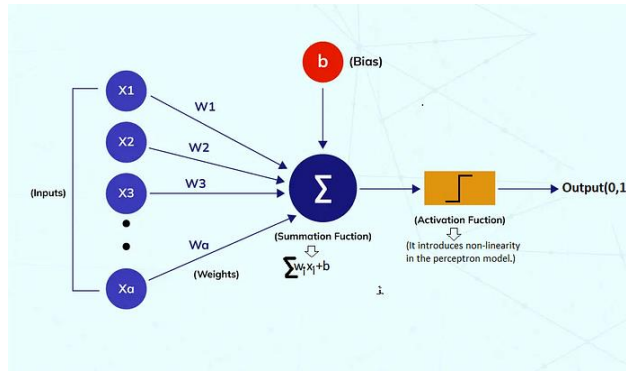 b
(Bias)
X1
W1
X2
W2
(Inputs)
X3
W3
Σ
Output(0,1
Wa
(Weights)
Xa
(Summation Fuction)
∑wixi+b
(Activation Fuction)
(It introduces non-linearity
in the perceptron model.)
i